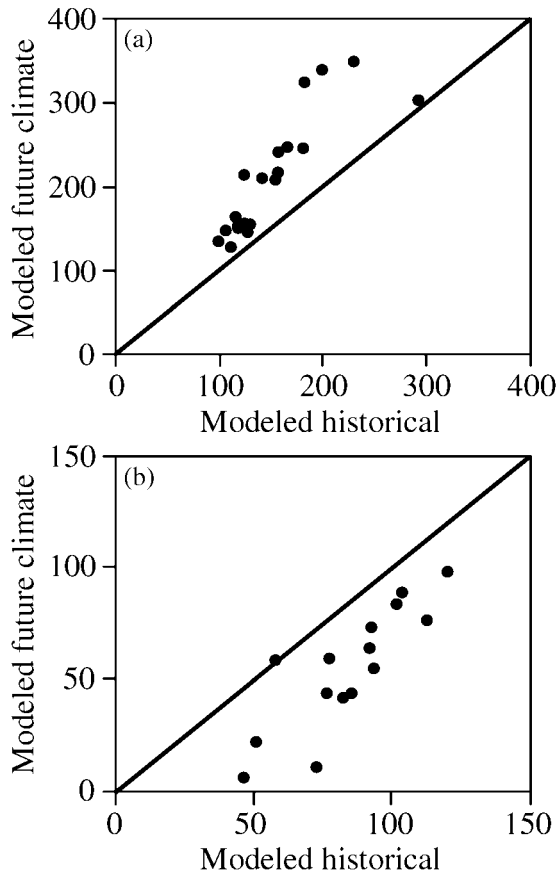 400
(a)
300
200
100
0
0 100 200 300 400
Modeled future climate
Modeled historical
150
(b)
100
50
0
0 50 100 150
Modeled future climate
Modeled historical